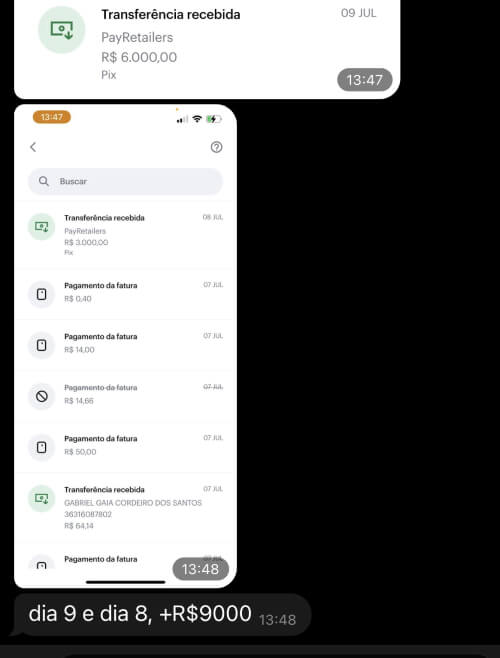 Transferência recebida
09 JUL
PayRetailers
R$ 6.000,00
Pix
13:47
13:47
Buscar
Transferência recebida
08 JUL
PayRetailers
R$ 3.000,00
Pix
Pagamento da fatura
07 JUL
R$ 0,40
Pagamento da fatura
07 JUL
R$ 14,00
Pagamento da fatura
07 JUL
R$ 14,66
Pagamento da fatura
07 JUL
R$ 50,00
Transferência recebida
07 JUL
GABRIEL GAIA CORDEIRO DOS SANTOS
36316087802
R$ 64,14
Pagamento da fatura
13:48
dia 9 e dia 8, +R$9000
13:48